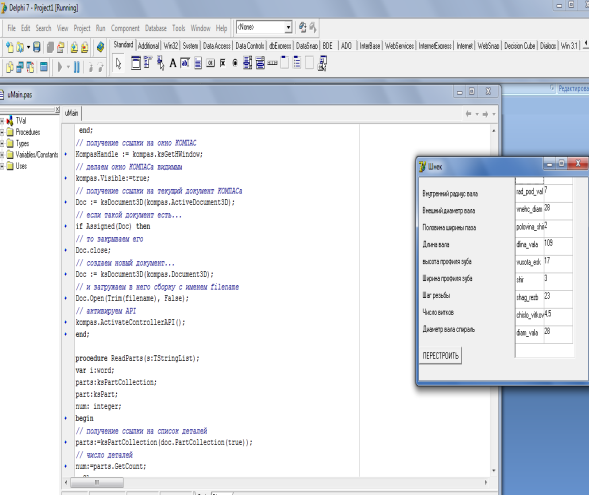 Delphi 7 - Project1 [Running]
File Edit Search View Project Run Component Database Tools Window Help <None>
Standard Additional Win32 System Data Access Data Controls dbExpress DataSnap BDE ADO InterBase WebServices InternetExpress Internet WebSnap Decision Cube Dialogs Win 3.1
uMain.pas
TVal
Procedures
Types
Variables/Constants
Uses
uMain
end;
// получение ссылки на окно КОМПАС
KompasHandle := kompas.ksGetHWindow;
// делаем окно КОМПАСа видимым
kompas.Visible:=true;
// получение ссылки на текущий документ КОМПАСа
Doc := ksDocument3D(kompas.ActiveDocument3D);
// если такой документ есть...
if Assigned(Doc) then
// то закрываем его
Doc.close;
// создаем новый документ...
Doc := ksDocument3D(kompas.Document3D);
// и загружаем в него сборку с именем filename
Doc.Open(Trim(filename), False);
// активируем API
kompas.ActivateControllerAPI();
end;
procedure ReadParts(s:TStringList);
var i:word;
parts:ksPartCollection;
part:ksPart;
num: integer;
begin
// получение ссылки на список деталей
parts:=ksPartCollection(doc.PartCollection(true));
// число деталей
num:=parts.GetCount;
Редактирова
Шнек
Внутренний радиус вала rad_pod_val 7
Внешний диаметр вала vnehc_diam 28
Половина ширины паза polovina_shi 2
Длина вала dlina_vala 109
высота профиля зуба 17
Ширина профиля зуба shir 3
Шаг резьбы shag_rezb 23
Число витков chislo_vitkov 4,5
Диаметр вала спираль diam_vala 28
ПЕРЕСТРОИТЬ